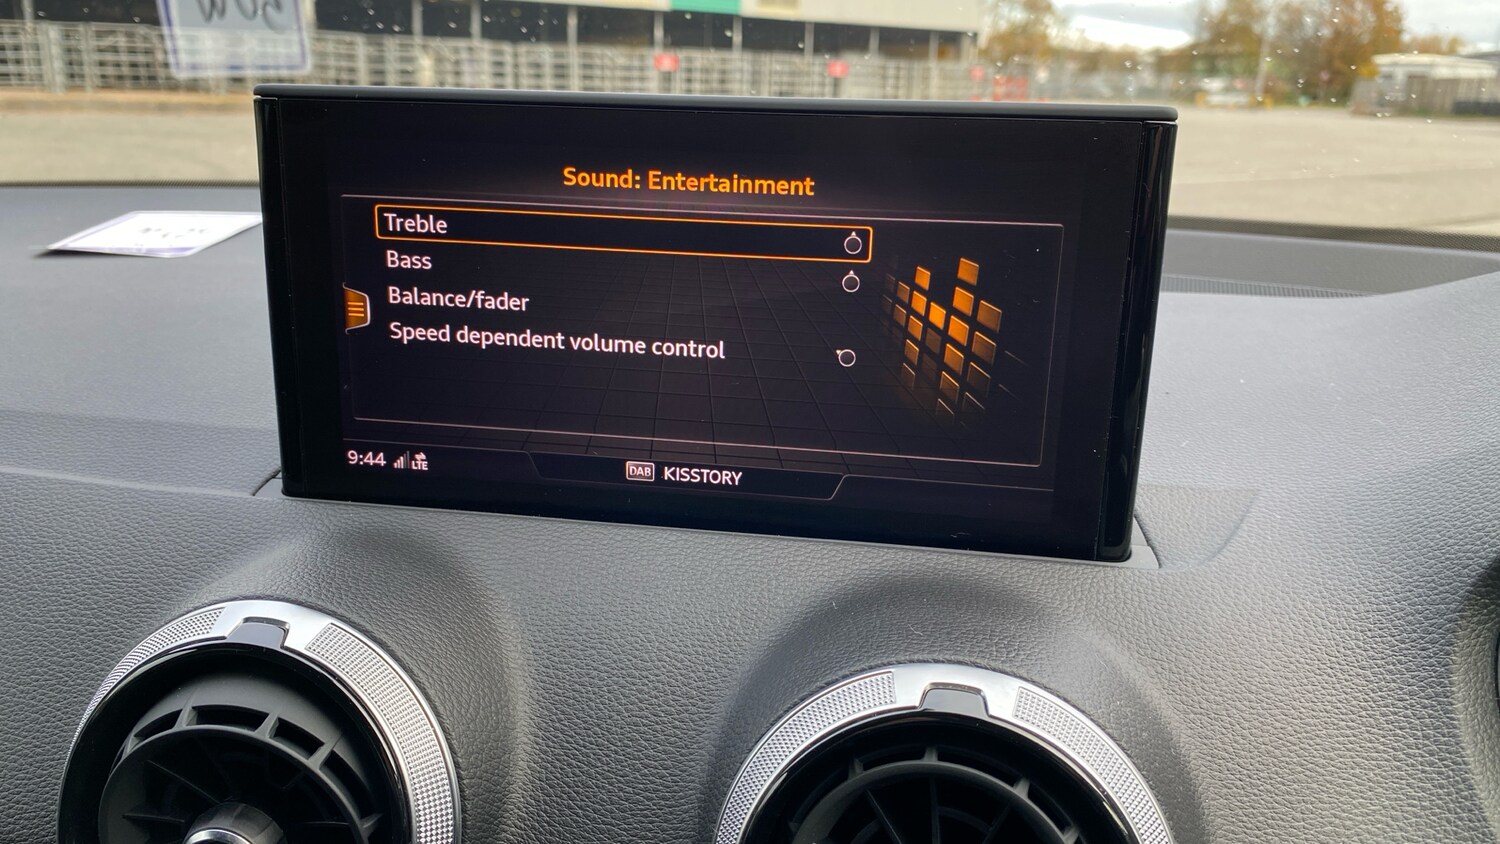 Sound: Entertainment
Treble
Bass
Balance/fader
Speed dependent volume control
9:44 LTE
DAB KISSTORY